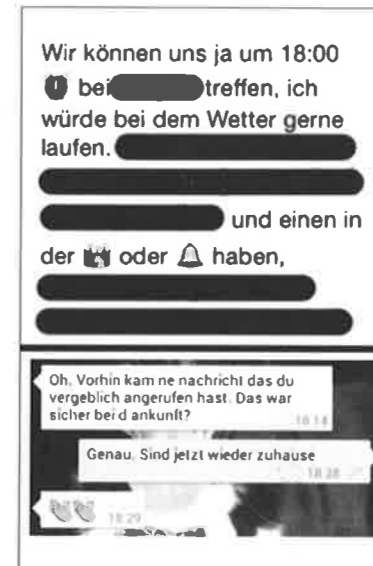 Wir können uns ja um 18:00
⏰ bei treffen, ich
würde bei dem Wetter gerne
laufen.
und einen in
der 🏰 oder 🔔 haben,
Oh, Vorhin kam ne nachricht das du
vergeblich angerufen hast. Das war
sicher bei d ankunft?
18:14
Genau. Sind jetzt wieder zuhause
18:28
18:29